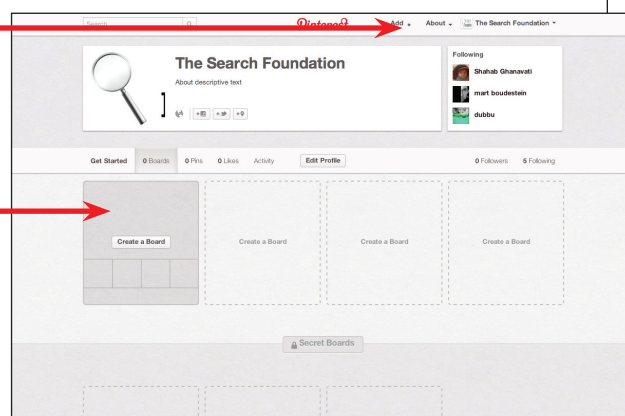 Search...
Pinterest
Add +
About
The Search Foundation
The Search Foundation
About descriptive text
Following
Shahab Ghanavati
mart boudestein
dubbu
Get Started
0 Boards
0 Pins
0 Likes
Activity
Edit Profile
0 Followers
5 Following
Create a Board
Create a Board
Create a Board
Create a Board
Secret Boards